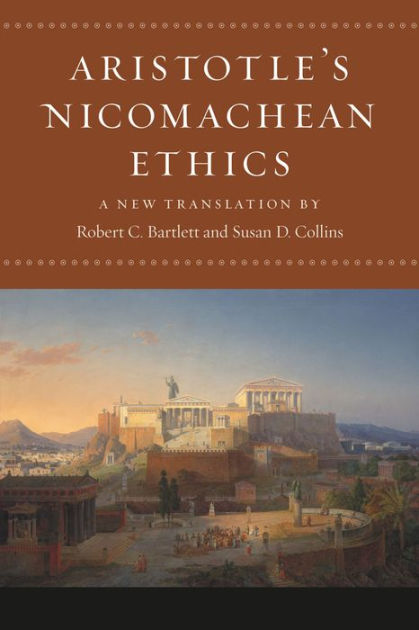 ARISTOTLE'S
NICOMACHEAN
ETHICS
A NEW TRANSLATION BY
Robert C. Bartlett and Susan D. Collins